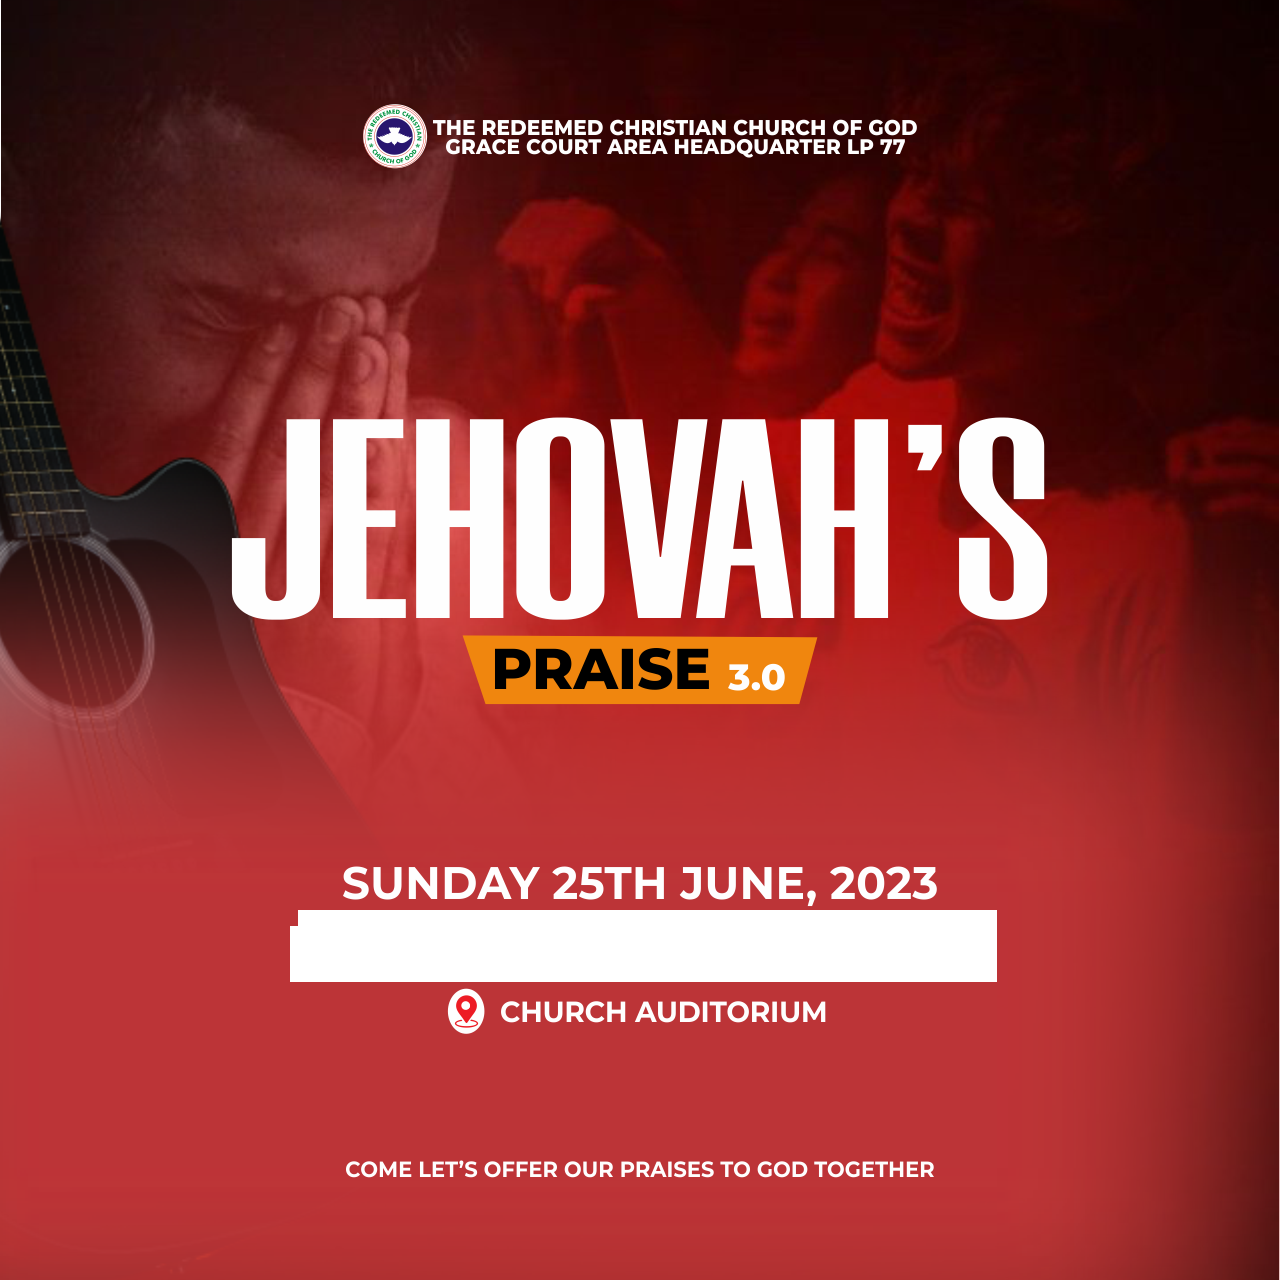 THE REDEEMED CHRISTIAN CHURCH OF GOD
THE REDEEMED CHRISTIAN
CHURCH OF GOD
GRACE COURT AREA HEADQUARTER LP 77
JEHOVAH’S
PRAISE 3.0
SUNDAY 25TH JUNE, 2023
CHURCH AUDITORIUM
COME LET’S OFFER OUR PRAISES TO GOD TOGETHER